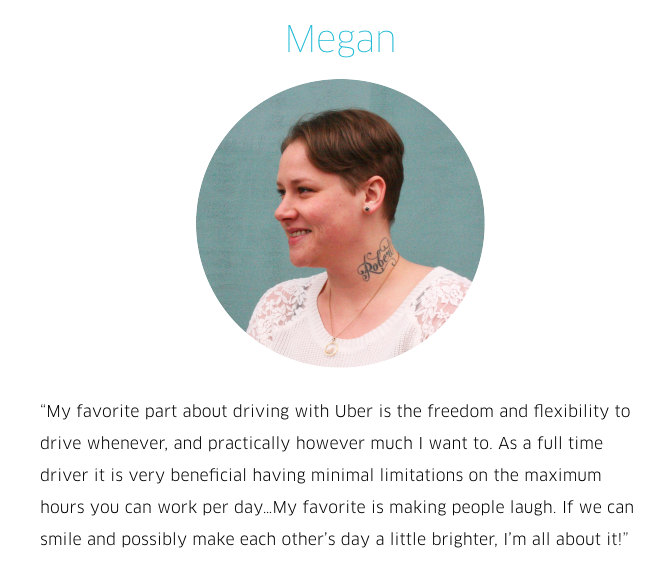 Megan
Robert
“My favorite part about driving with Uber is the freedom and flexibility to
drive whenever, and practically however much I want to. As a full time
driver it is very beneficial having minimal limitations on the maximum
hours you can work per day…My favorite is making people laugh. If we can
smile and possibly make each other’s day a little brighter, I’m all about it!”